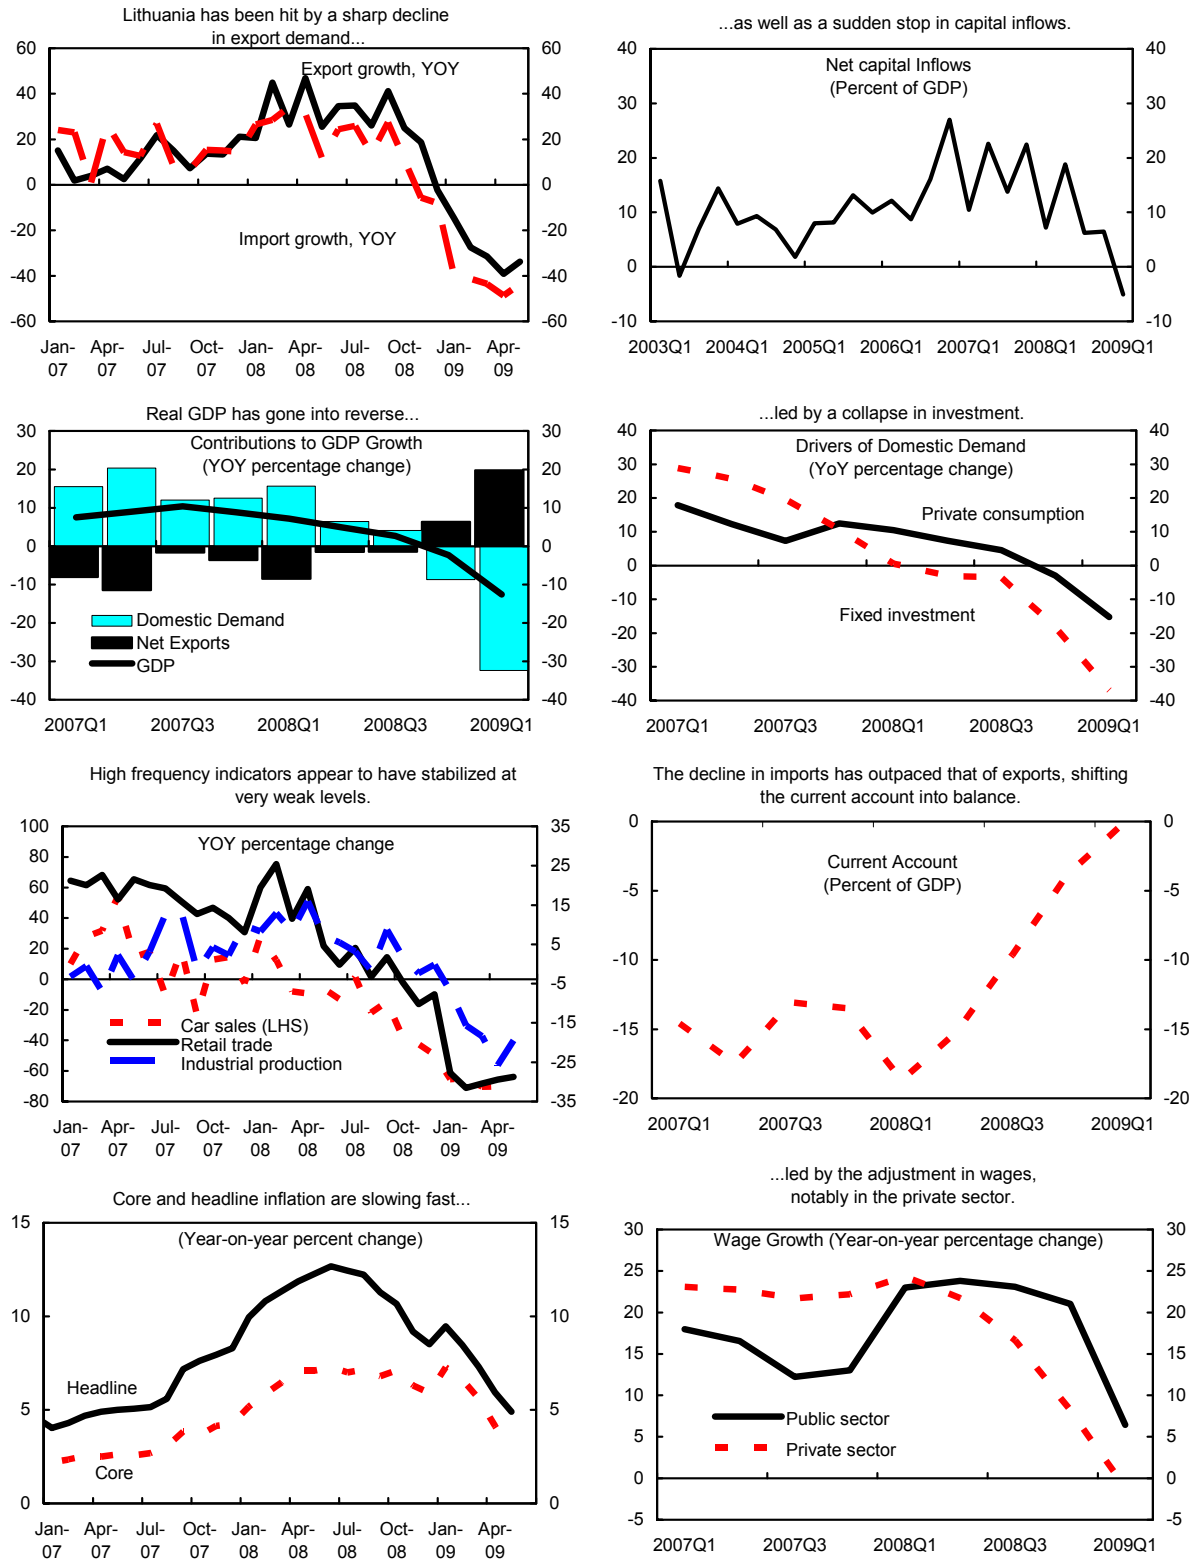 Lithuania has been hit by a sharp decline
in export demand...
60
60
Export growth, YOY
40
40
20
20
0
0
Import growth, YOY
-20
-20
-40
-40
-60
-60
Jan- Apr- Jul- Oct- Jan- Apr- Jul- Oct- Jan- Apr-
07 07 07 07 08 08 08 08 09 09
...as well as a sudden stop in capital inflows.
40
40
Net capital Inflows
(Percent of GDP)
30
30
20
20
10
10
0
0
-10
-10
2003Q1 2004Q1 2005Q1 2006Q1 2007Q1 2008Q1 2009Q1
Real GDP has gone into reverse...
30
30
Contributions to GDP Growth
(YOY percentage change)
20
20
10
10
0
0
-10
-10
Domestic Demand
-20
-20
Net Exports
GDP
-30
-30
-40
-40
2007Q1 2007Q3 2008Q1 2008Q3 2009Q1
...led by a collapse in investment.
40
40
Drivers of Domestic Demand
(YoY percentage change)
30
30
20
20
Private consumption
10
10
0
0
-10
-10
Fixed investment
-20
-20
-30
-30
-40
-40
2007Q1 2007Q3 2008Q1 2008Q3 2009Q1
High frequency indicators appear to have stabilized at
very weak levels.
100
35
YOY percentage change
80
25
60
15
40
20
5
0
-5
-20
-15
Car sales (LHS)
-40
Retail trade
-25
Industrial production
-60
-80
-35
Jan- Apr- Jul- Oct- Jan- Apr- Jul- Oct- Jan- Apr-
07 07 07 07 08 08 08 08 09 09
The decline in imports has outpaced that of exports, shifting
the current account into balance.
0
0
Current Account
(Percent of GDP)
-5
-5
-10
-10
-15
-15
-20
-20
2007Q1 2007Q3 2008Q1 2008Q3 2009Q1
Core and headline inflation are slowing fast...
15
15
(Year-on-year percent change)
10
10
Headline
5
5
Core
0
0
Jan- Apr- Jul- Oct- Jan- Apr- Jul- Oct- Jan- Apr-
07 07 07 07 08 08 08 08 09 09
...led by the adjustment in wages,
notably in the private sector.
30
30
Wage Growth (Year-on-year percentage change)
25
25
20
20
15
15
10
10
Public sector
5
5
Private sector
0
0
-5
-5
2007Q1 2007Q3 2008Q1 2008Q3 2009Q1